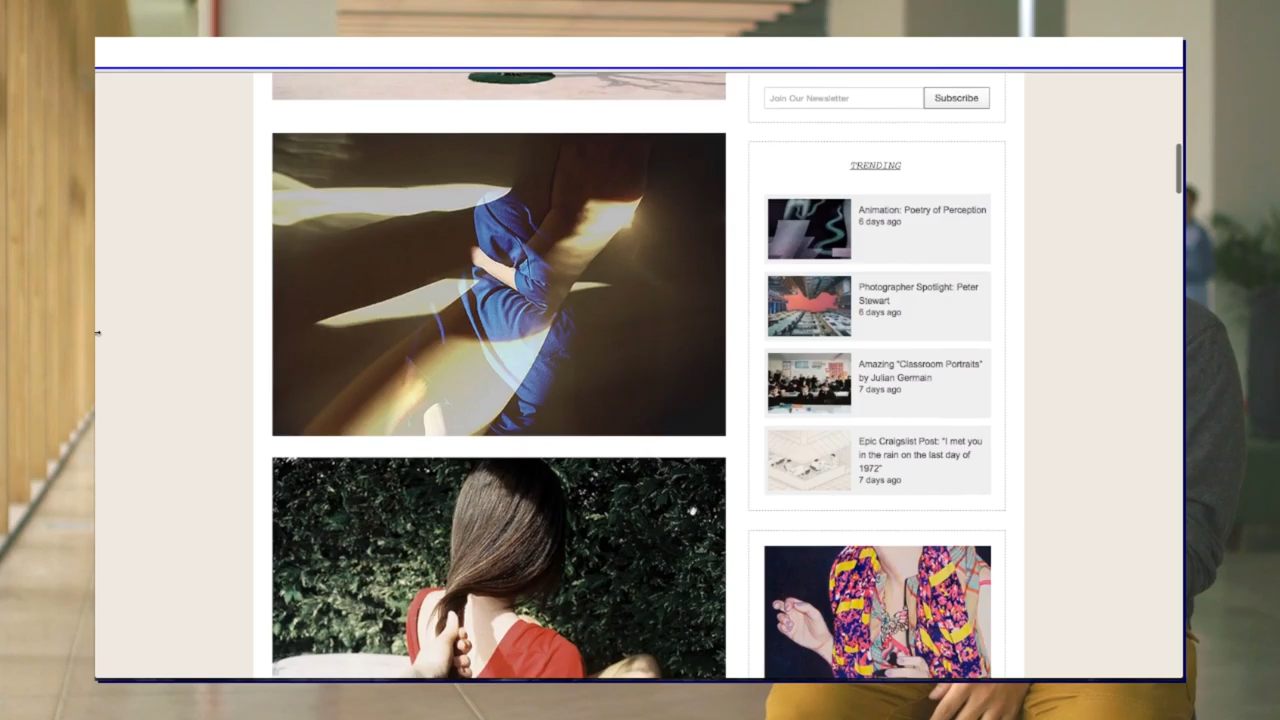 Join Our Newsletter
Subscribe
TRENDING
Animation: Poetry of Perception
6 days ago
Photographer Spotlight: Peter
Stewart
6 days ago
Amazing "Classroom Portraits"
by Julian Germain
7 days ago
Epic Craigslist Post: "I met you
in the rain on the last day of
1972"
7 days ago